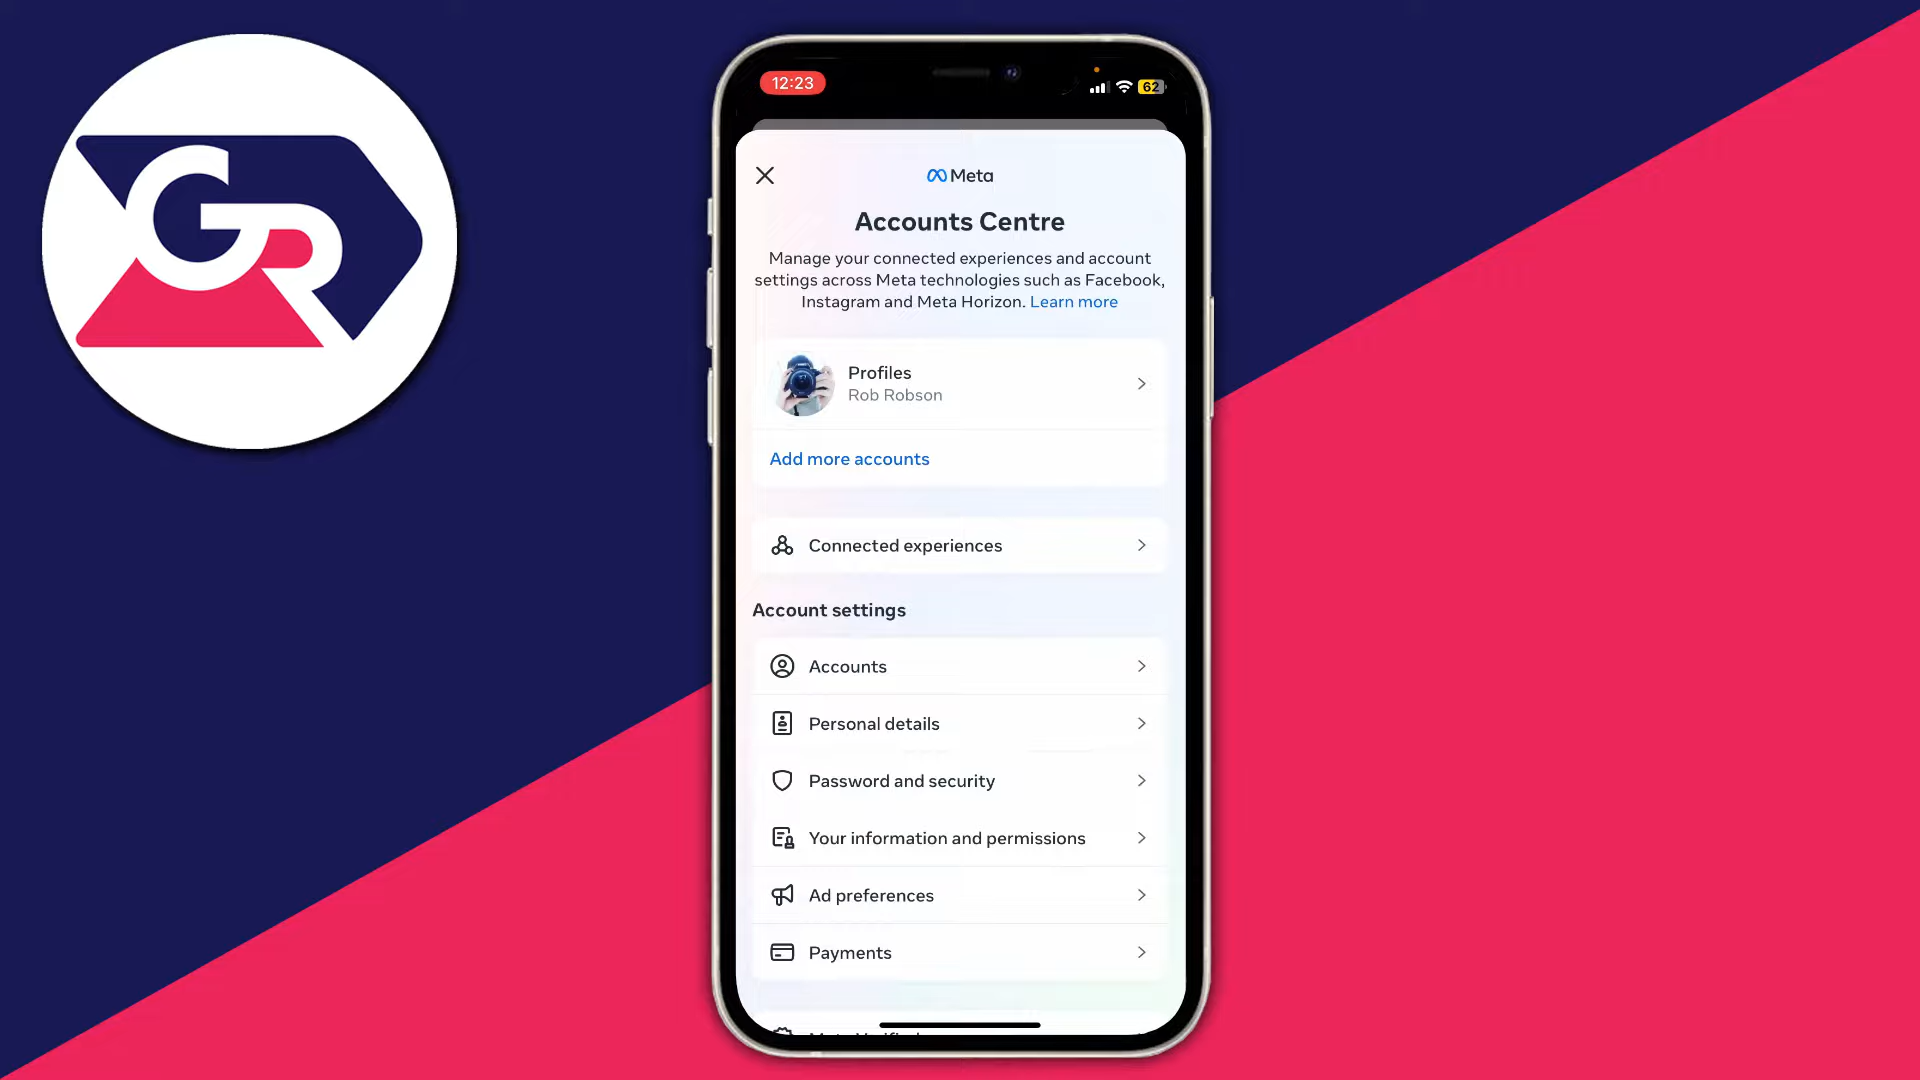 GR
12:23
62
Meta
Accounts Centre
Manage your connected experiences and account
settings across Meta technologies such as Facebook,
Instagram and Meta Horizon. Learn more
Profiles
Rob Robson
Add more accounts
Connected experiences
Account settings
Accounts
Personal details
Password and security
Your information and permissions
Ad preferences
Payments